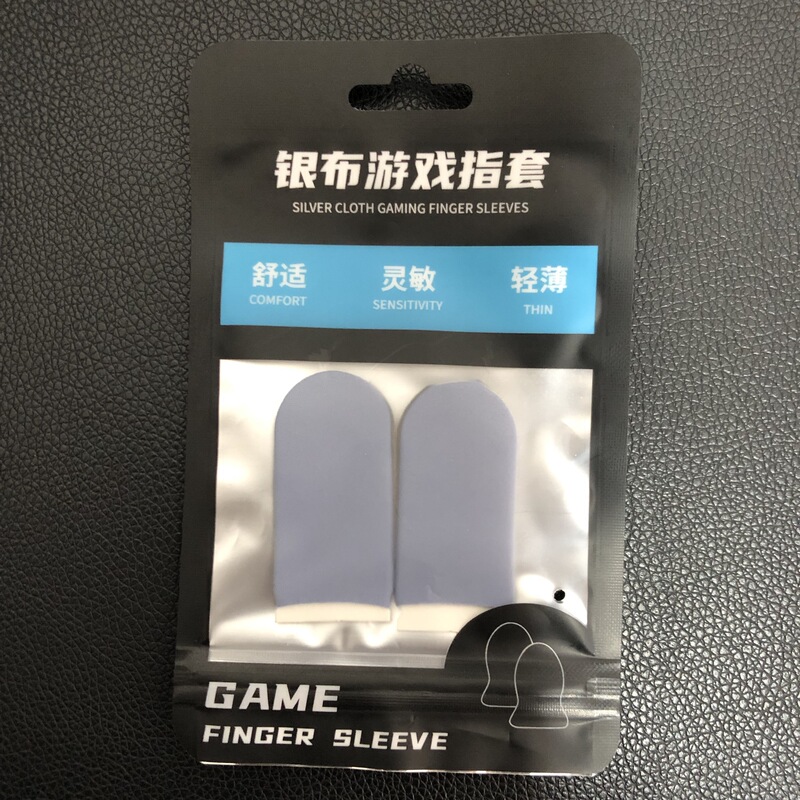 银布游戏指套
SILVER CLOTH GAMING FINGER SLEEVES
舒适 灵敏 轻薄
COMFORT SENSITIVITY THIN
GAME
FINGER SLEEVE